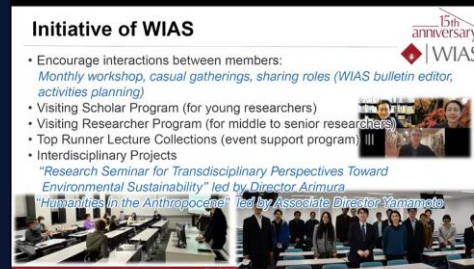 Initiative of WIAS
15th
anniversary
WIAS
• Encourage interactions between members:
Monthly workshop, casual gatherings, sharing roles (WIAS bulletin editor,
activities planning)
• Visiting Scholar Program (for young researchers)
• Visiting Researcher Program (for middle to senior researchers)
• Top Runner Lecture Collections (event support program)
• Interdisciplinary Projects
"Research Seminar for Transdisciplinary Perspectives Toward
Environmental Sustainability" led by Director Arimura
"Humanities in the Anthropocene" led by Associate Director Yamamoto